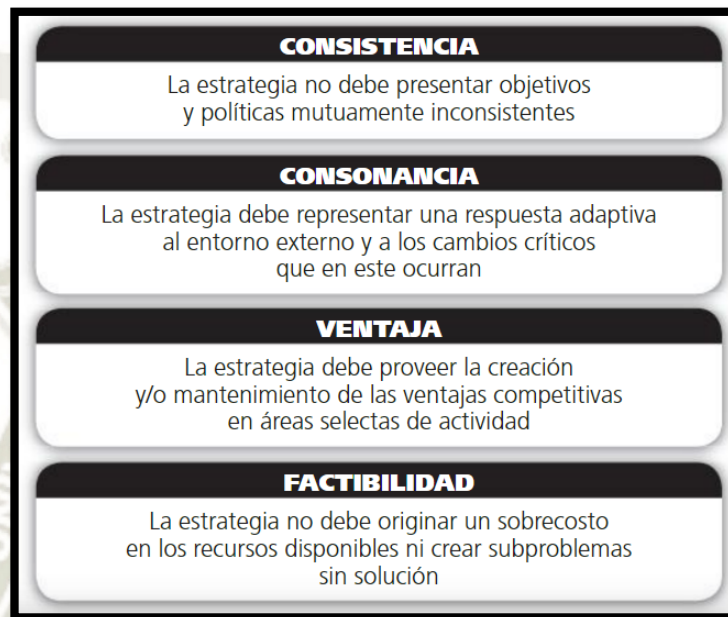 CONSISTENCIA
La estrategia no debe presentar objetivos
y políticas mutuamente inconsistentes
CONSONANCIA
La estrategia debe representar una respuesta adaptiva
al entorno externo y a los cambios críticos
que en este ocurran
VENTAJA
La estrategia debe proveer la creación
y/o mantenimiento de las ventajas competitivas
en áreas selectas de actividad
FACTIBILIDAD
La estrategia no debe originar un sobrecosto
en los recursos disponibles ni crear subproblemas
sin solución